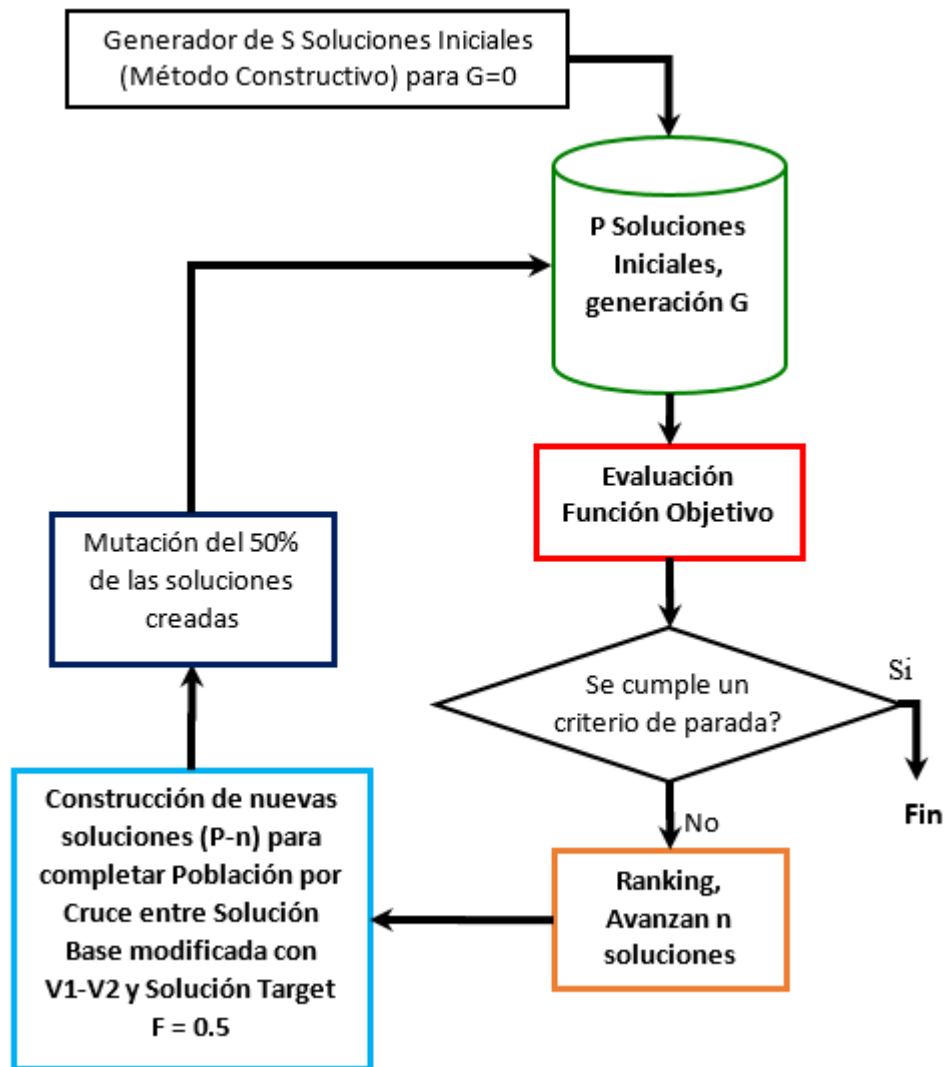 Generador de S Soluciones Iniciales
(Método Constructivo) para G=0
P Soluciones
Iniciales,
generación G
Evaluación
Función Objetivo
Se cumple un
criterio de parada?
Si
Fin
No
Ranking,
Avanzan n
soluciones
Construcción de nuevas
soluciones (P-n) para
completar Población por
Cruce entre Solución
Base modificada con
V1-V2 y Solución Target
F = 0.5
Mutación del 50%
de las soluciones
creadas